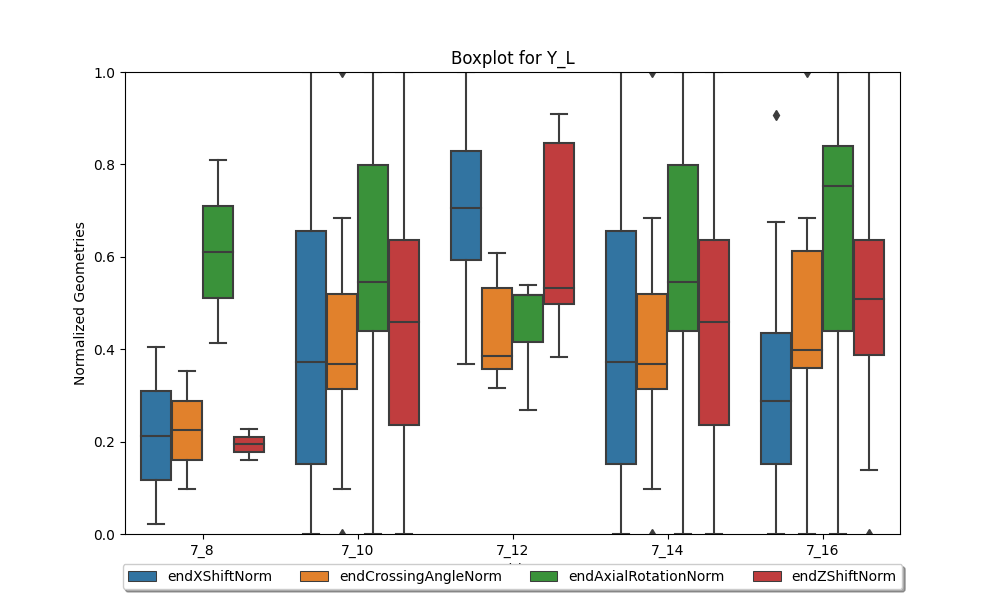 Boxplot for Y_L
Normalized Geometries
1.0
0.8
0.6
0.4
0.2
0.0
7_8 7_10 7_12 7_14 7_16
endXShiftNorm endCrossingAngleNorm endAxialRotationNorm endZShiftNorm